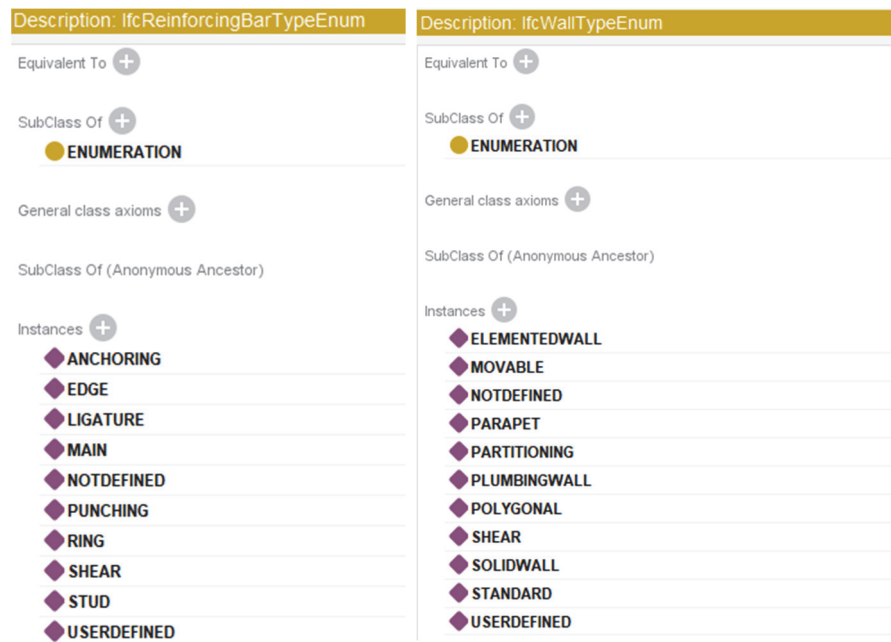 Description: IfcReinforcingBarTypeEnum
Equivalent To
SubClass Of
ENUMERATION
General class axioms
SubClass Of (Anonymous Ancestor)
Instances
ANCHORING
EDGE
LIGATURE
MAIN
NOTDEFINED
PUNCHING
RING
SHEAR
STUD
USERDEFINED
Description: IfcWallTypeEnum
Equivalent To
SubClass Of
ENUMERATION
General class axioms
SubClass Of (Anonymous Ancestor)
Instances
ELEMENTEDWALL
MOVABLE
NOTDEFINED
PARAPET
PARTITIONING
PLUMBINGWALL
POLYGONAL
SHEAR
SOLIDWALL
STANDARD
USERDEFINED